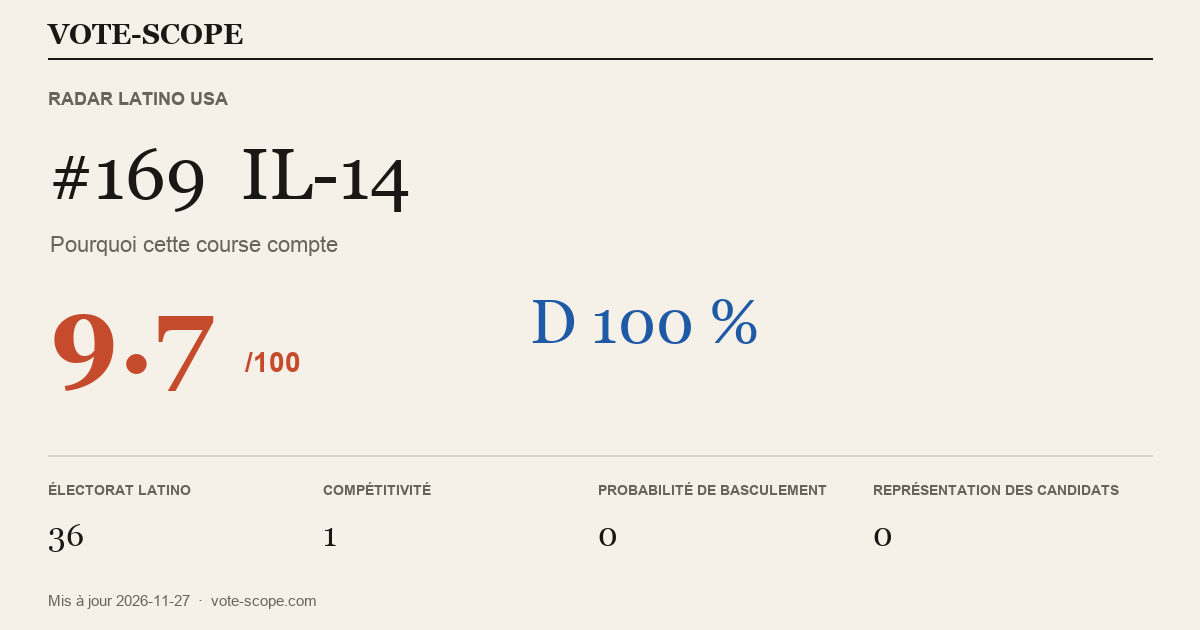 VOTE-SCOPE
RADAR LATINO USA
#169 IL-14
Pourquoi cette course compte
9.7 /100
D 100 %
ÉLECTORAT LATINO
COMPÉTITIVITÉ
PROBABILITÉ DE BASCULEMENT
REPRÉSENTATION DES CANDIDATS
36
1
0
0
Mis à jour 2026-11-27 · vote-scope.com